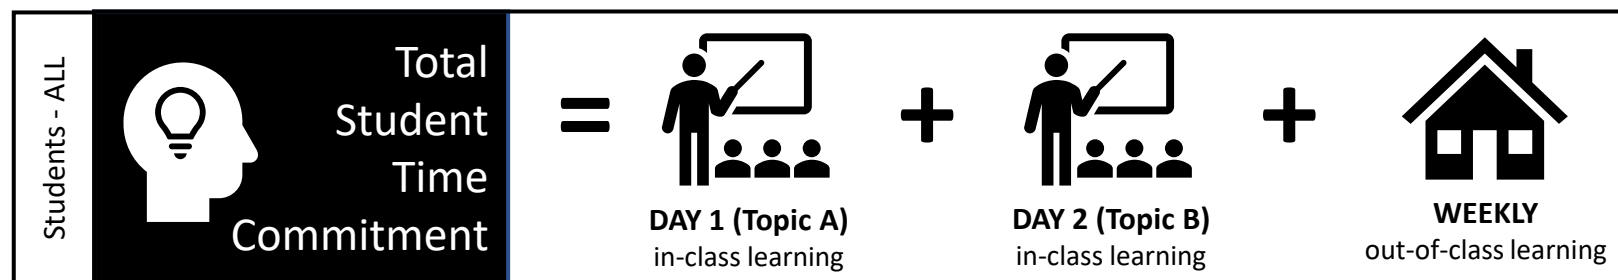 Students - ALL
Total
Student
Time
Commitment
=
DAY 1 (Topic A)
in-class learning
+
DAY 2 (Topic B)
in-class learning
+
WEEKLY
out-of-class learning